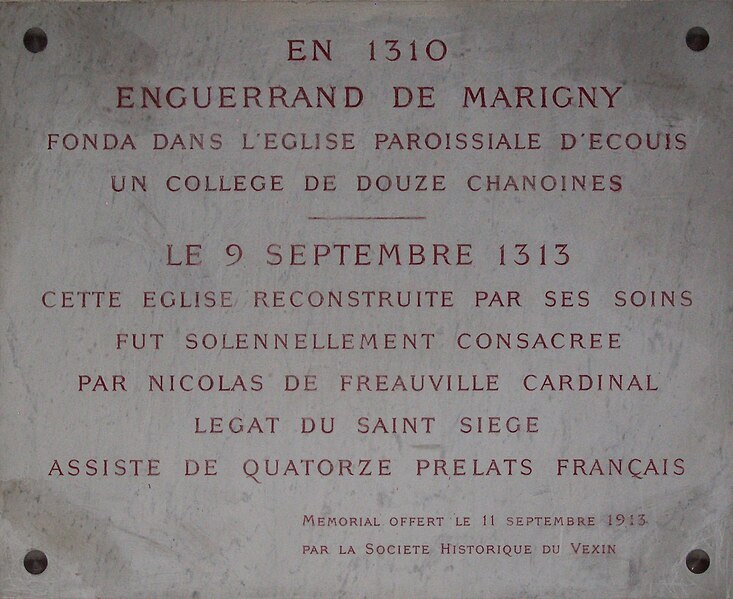 EN 1310
ENGUERRAND DE MARIGNY
FONDA DANS L'EGLISE PAROISSIALE D'ECOUIS
UN COLLEGE DE DOUZE CHANOINES
LE 9 SEPTEMBRE 1313
CETTE EGLISE RECONSTRUITE PAR SES SOINS
FUT SOLENNELLEMENT CONSACREE
PAR NICOLAS DE FREAUVILLE CARDINAL
LEGAT DU SAINT SIEGE
ASSISTE DE QUATORZE PRELATS FRANÇAIS
MEMORIAL OFFERT LE 11 SEPTEMBRE 1913
PAR LA SOCIETE HISTORIQUE DU VEXIN